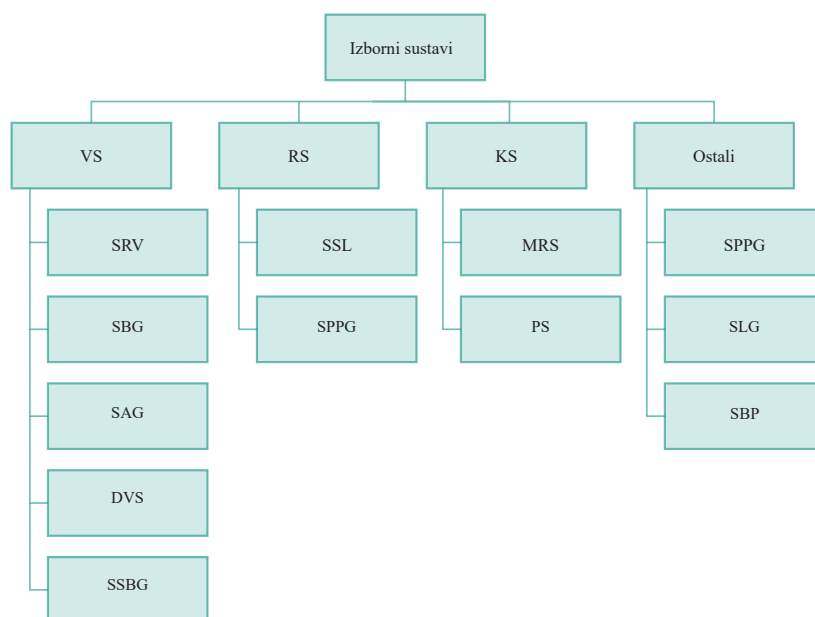 Izborni sustavi
VS
RS
KS
Ostali
SRV
SSL
MRS
SPPG
SBG
SPPG
PS
SLG
SAG
SBP
DVS
SSBG